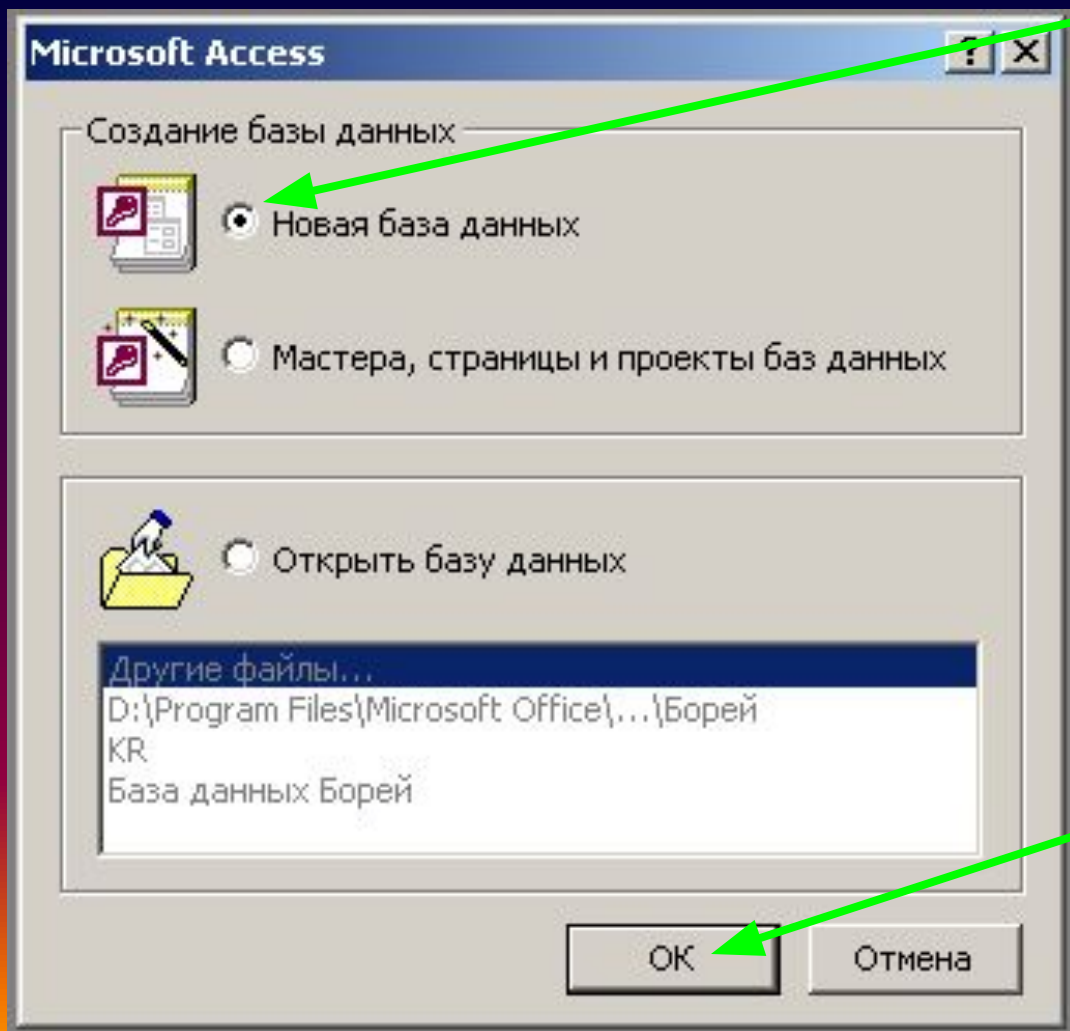 Microsoft Access
Создание базы данных
Новая база данных
Мастера, страницы и проекты баз данных
Открыть базу данных
Другие файлы...
D:\Program Files\Microsoft Office\...\Борей
KR
База данных Борей
OK
Отмена